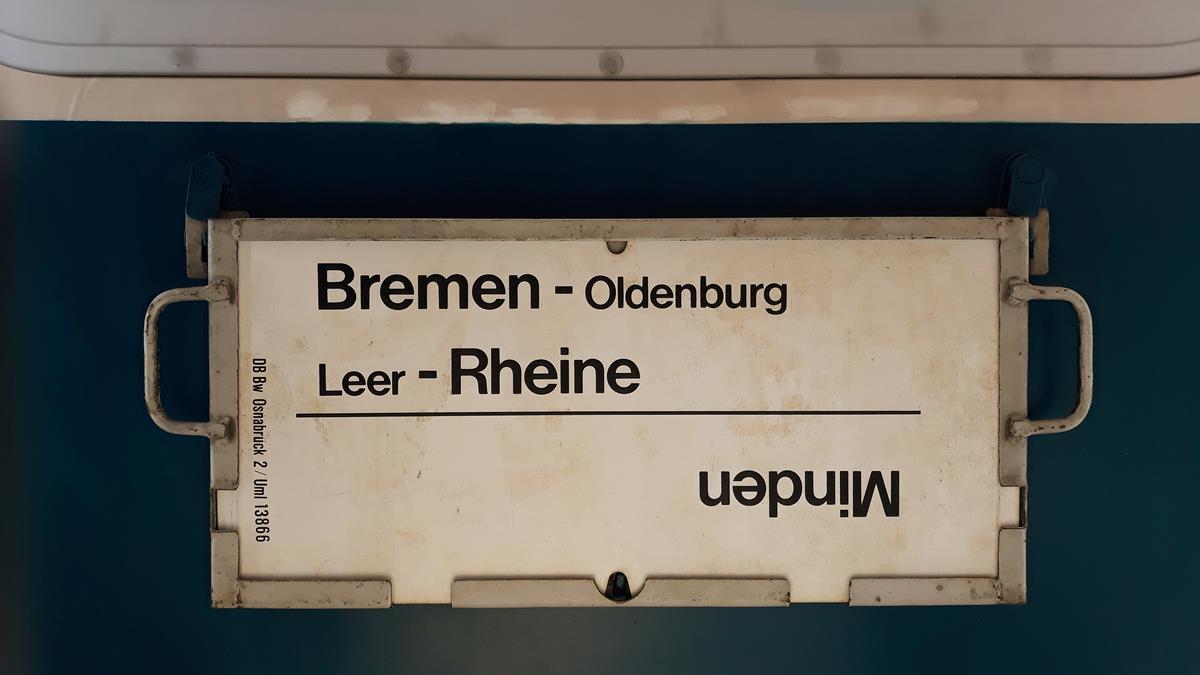 Bremen - Oldenburg
Leer - Rheine
Minden
DB Bw Osnabrück 2 / Uml 13866